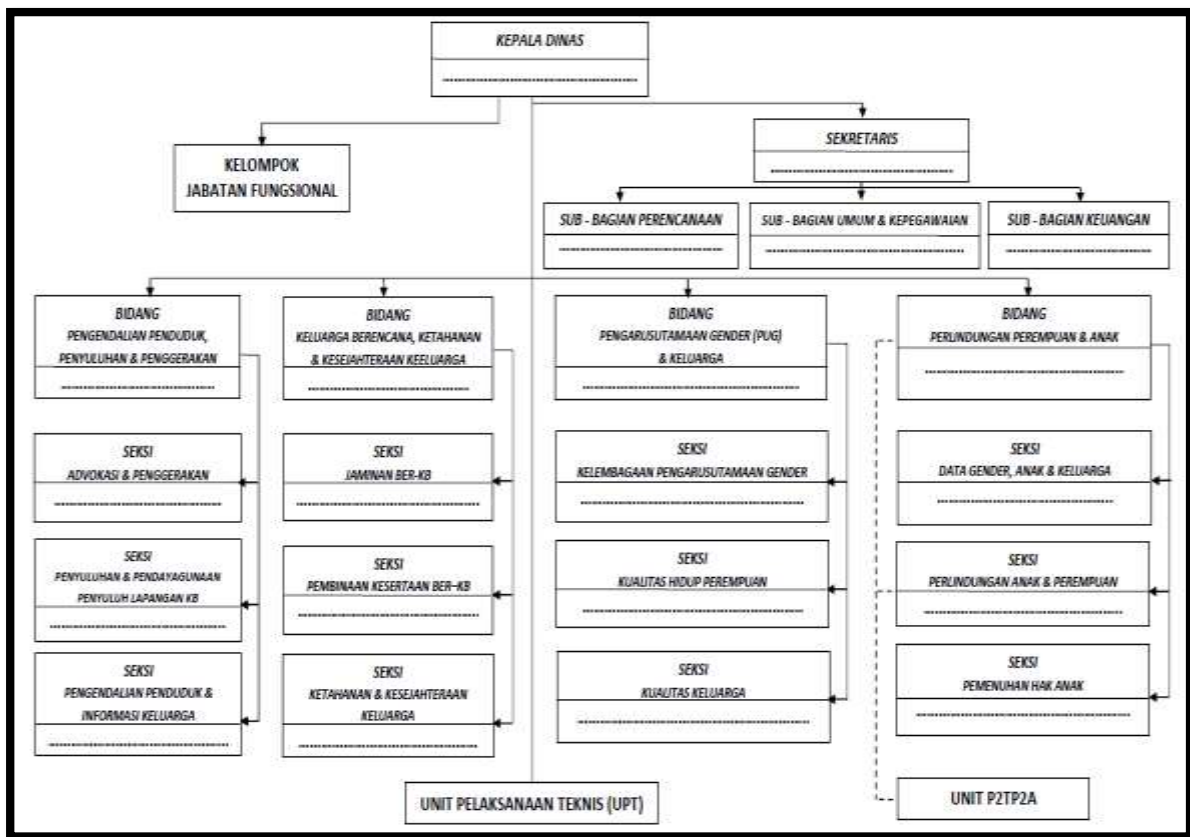 KEPALA DINAS
KELOMPOK
JABATAN FUNGSIONAL
SEKRETARIS
SUB - BAGIAN PERENCANAAN
SUB - BAGIAN UMUM & KEPEGAWAIAN
SUB - BAGIAN KEUANGAN
BIDANG
PENGENDALIAN PENDUDUK,
PENYULUHAN & PENGGERAKAN
BIDANG
KELUARGA BERENCANA, KETAHANAN
& KESEJAHTERAAN KEELUARGA
BIDANG
PENGARUSUTAMAAN GENDER (PUG)
& KELUARGA
BIDANG
PERLINDUNGAN PEREMPUAN & ANAK
SEKSI
ADVOKASI & PENGGERAKAN
SEKSI
JAMINAN BER-KB
SEKSI
KELEMBAGAAN PENGARUSUTAMAAN GENDER
SEKSI
DATA GENDER, ANAK & KELUARGA
SEKSI
PENYULUHAN & PENDAYAGUNAAN
PENYULUH LAPANGAN KB
SEKSI
PEMBINAAN KESERTAAN BER-KB
SEKSI
KUALITAS HIDUP PEREMPUAN
SEKSI
PERLINDUNGAN ANAK & PEREMPUAN
SEKSI
PENGENDALIAN PENDUDUK &
INFORMASI KELUARGA
SEKSI
KETAHANAN & KESEJAHTERAAN
KELUARGA
SEKSI
KUALITAS KELUARGA
SEKSI
PEMENUHAN HAK ANAK
UNIT PELAKSANAAN TEKNIS (UPT)
UNIT P2TP2A